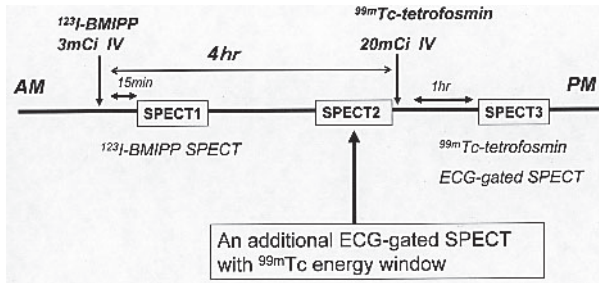 ¹²³I-BMIPP
3mCi IV
⁹⁹ᵐTc-tetrofosmin
20mCi IV
4hr
AM
15min
1hr
PM
SPECT1
SPECT2
SPECT3
¹²³I-BMIPP SPECT
⁹⁹ᵐTc-tetrofosmin
ECG-gated SPECT
An additional ECG-gated SPECT
with ⁹⁹ᵐTc energy window